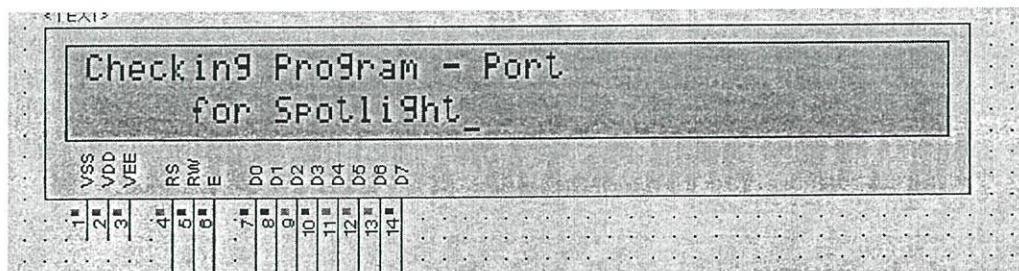 <TEXT>
Checking Program - Port
for Spotlight_
VSS
VDD
VEE
RS
RW
E
D0
D1
D2
D3
D4
D5
D6
D7
1
2
3
4
5
6
7
8
9
10
11
12
13
14